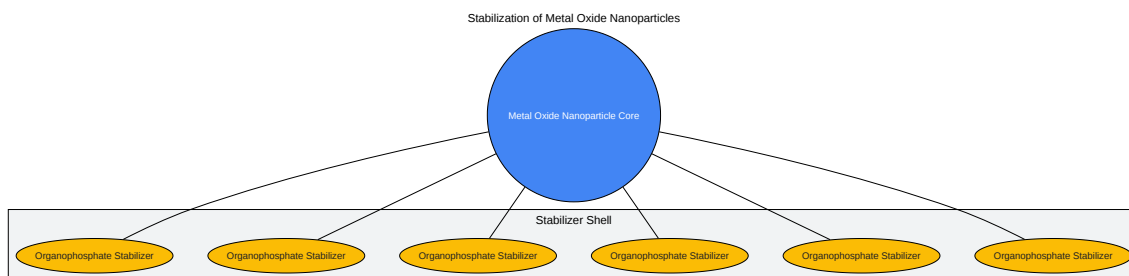 Stabilization of Metal Oxide Nanoparticles
Metal Oxide Nanoparticle Core
Stabilizer Shell
Organophosphate Stabilizer
Organophosphate Stabilizer
Organophosphate Stabilizer
Organophosphate Stabilizer
Organophosphate Stabilizer
Organophosphate Stabilizer